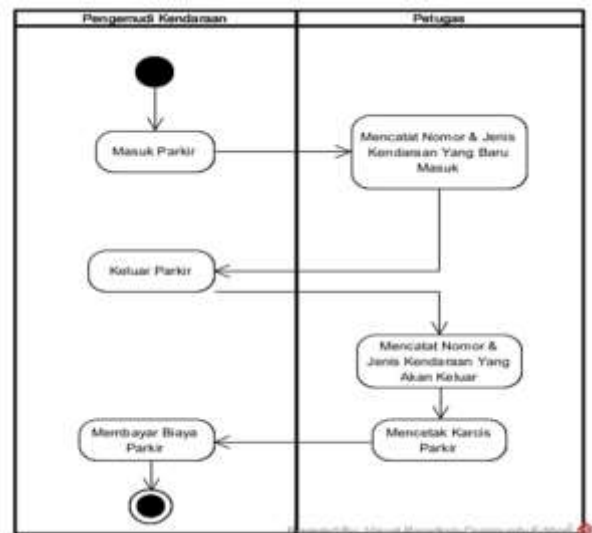 Pengemudi Kendaraan
Petugas
Masuk Parkir
Mencatat Nomor & Jenis
Kendaraan Yang Baru
Masuk
Keluar Parkir
Mencatat Nomor &
Jenis Kendaraan Yang
Akan Keluar
Mencetak Karcis
Parkir
Membayar Biaya
Parkir